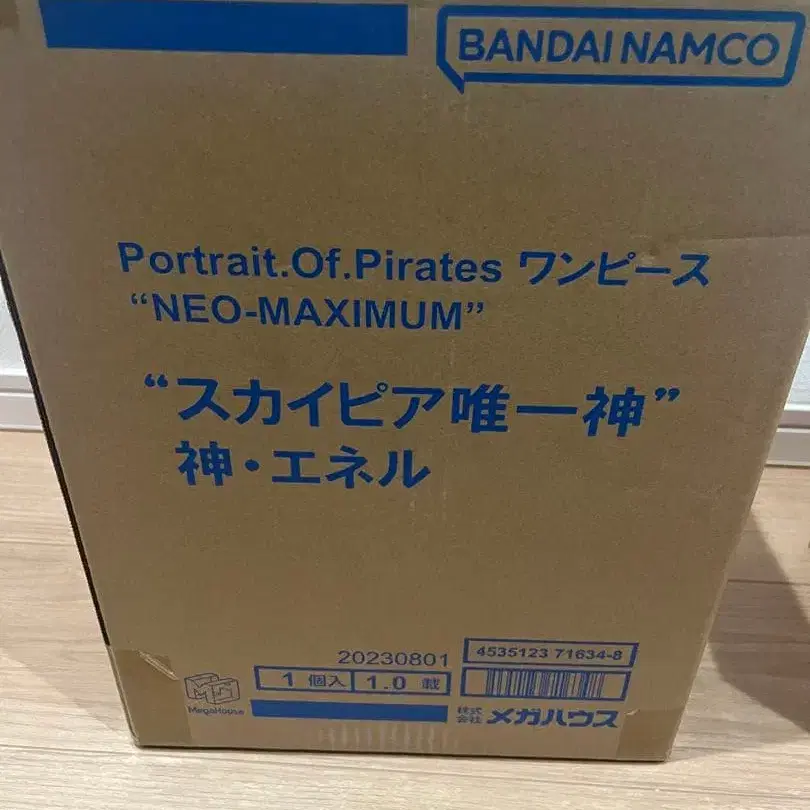 BANDAI NAMCO
Portrait.Of.Pirates ワンピース
“NEO-MAXIMUM”
“スカイピア唯一神”
神・エネル
20230801
4535123 71634-8
1個入 1.0 載
MegaHouse
株式会社 メガハウス